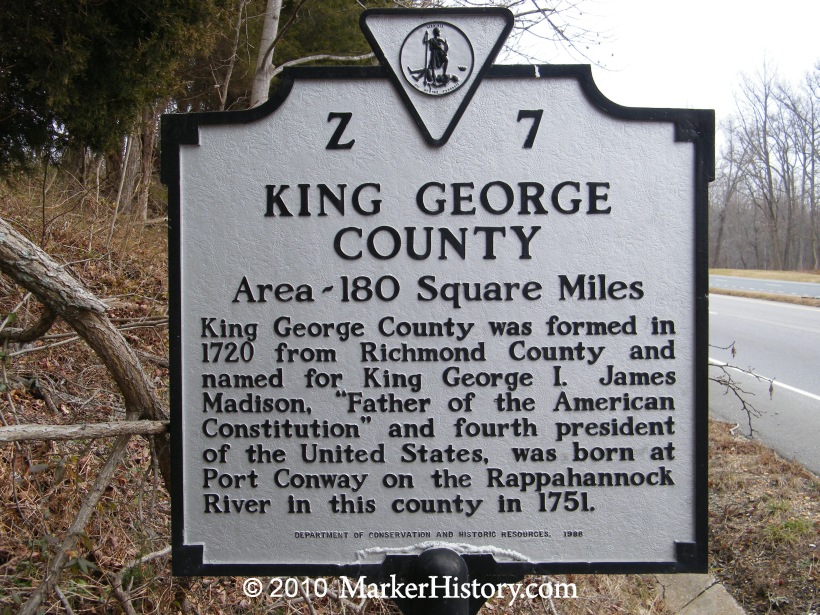 Z 7
KING GEORGE
COUNTY
Area - 180 Square Miles
King George County was formed in
1720 from Richmond County and
named for King George I. James
Madison, "Father of the American
Constitution" and fourth president
of the United States, was born at
Port Conway on the Rappahannock
River in this county in 1751.
DEPARTMENT OF CONSERVATION AND HISTORIC RESOURCES, 1986
© 2010 MarkerHistory.com